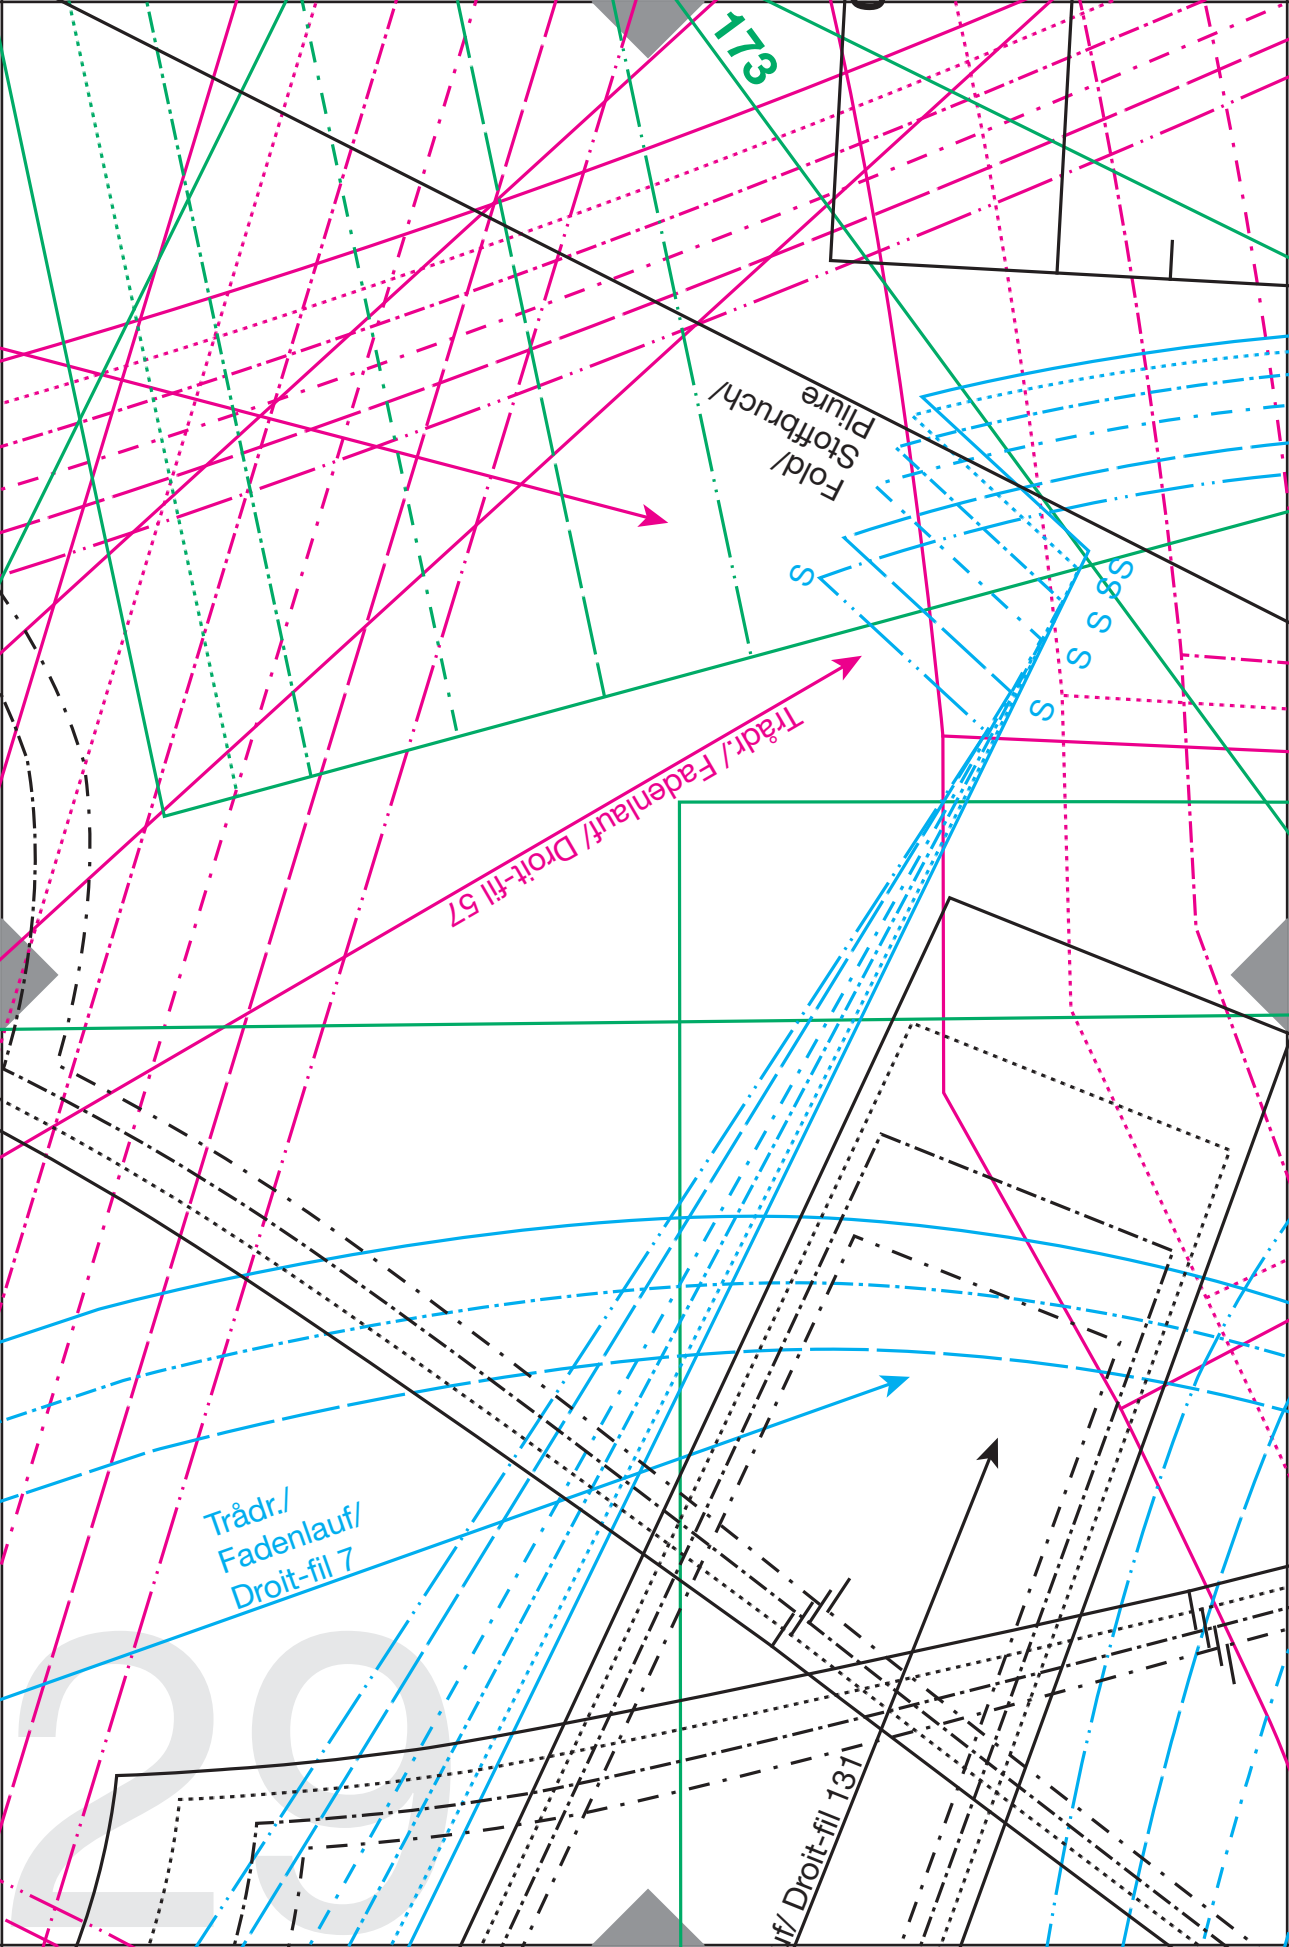 173
Fold/
Stoffbruch/
Pliure
S
S
S
S
S
S
Trådr./ Fadenlauf/ Droit-fil 57
Trådr./
Fadenlauf/
Droit-fil 7
29
uf/ Droit-fil 131